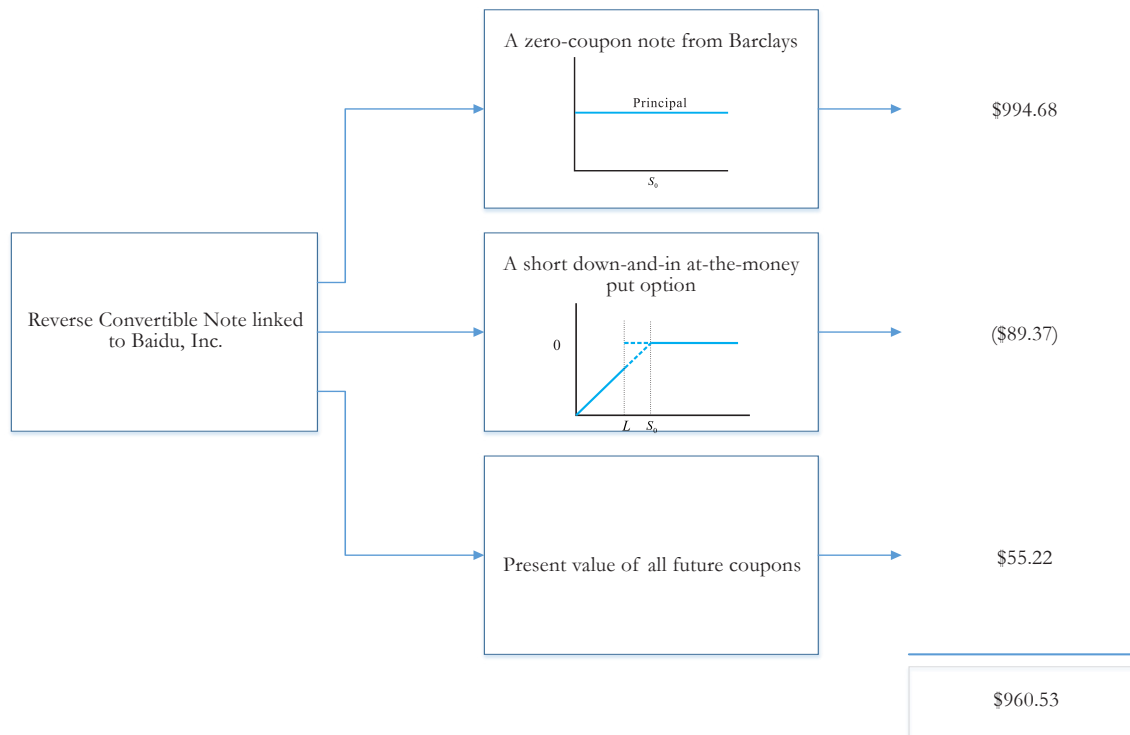 A zero-coupon note from Barclays
Principal
S₀
$994.68
Reverse Convertible Note linked
to Baidu, Inc.
A short down-and-in at-the-money
put option
0
L S₀
($89.37)
Present value of all future coupons
$55.22
$960.53